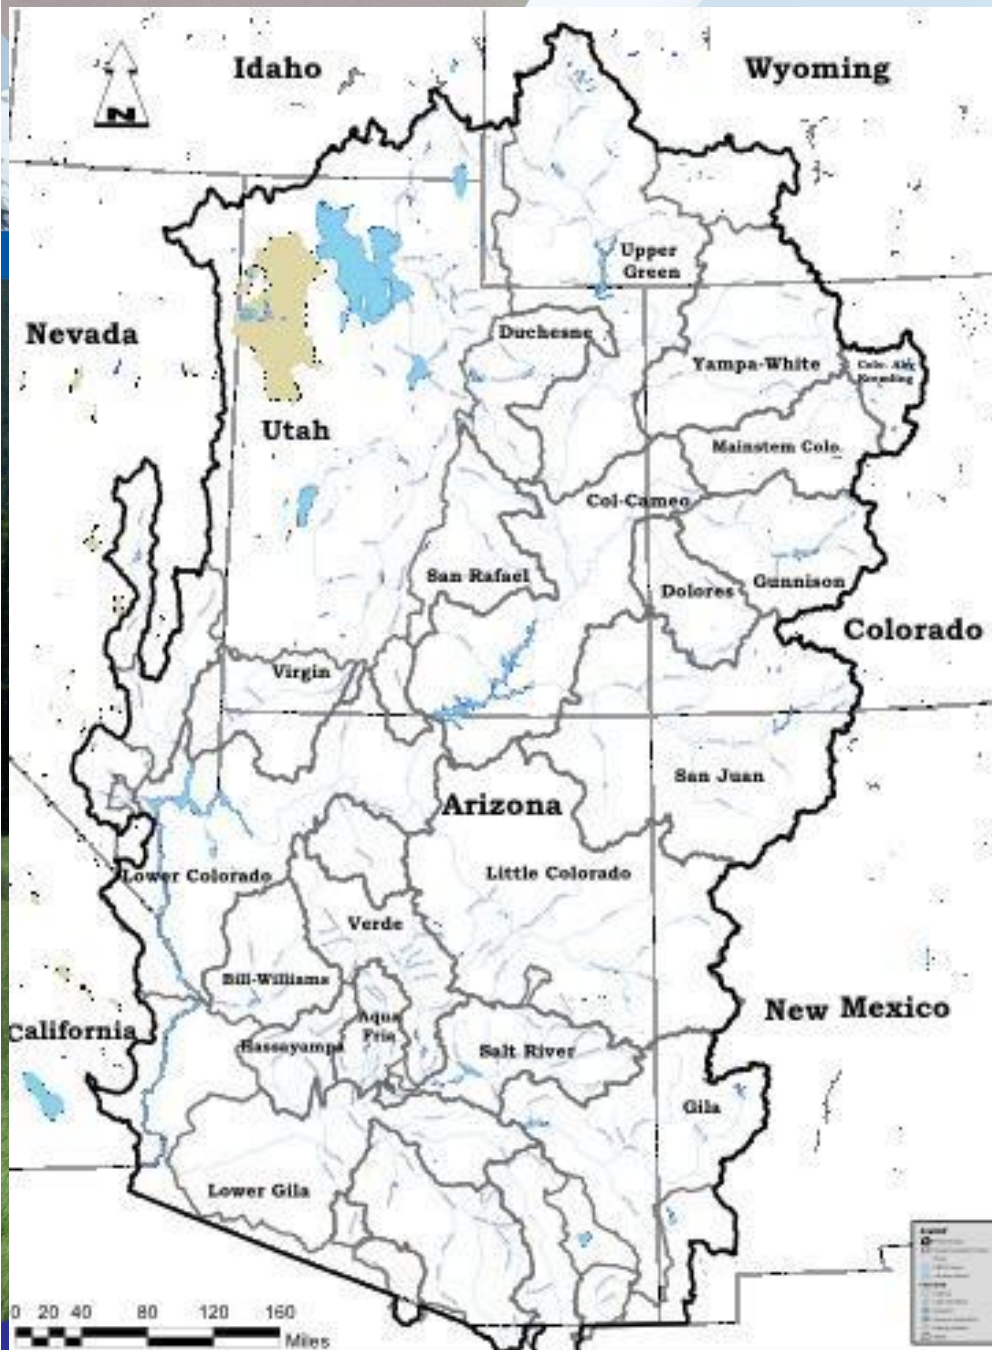 Idaho
Wyoming
N
Upper
Green
Nevada
Duchesne
Yampa-White
Utah
Mainstem Colo.
Col-Cameo
San Rafael
Dolores
Gunnison
Colorado
Virgin
San Juan
Arizona
Lower Colorado
Little Colorado
Verde
Bill-Williams
New Mexico
Aqua
Fria
California
Hassayampa
Salt River
Gila
Lower Gila
0 20 40 80 120 160
Miles